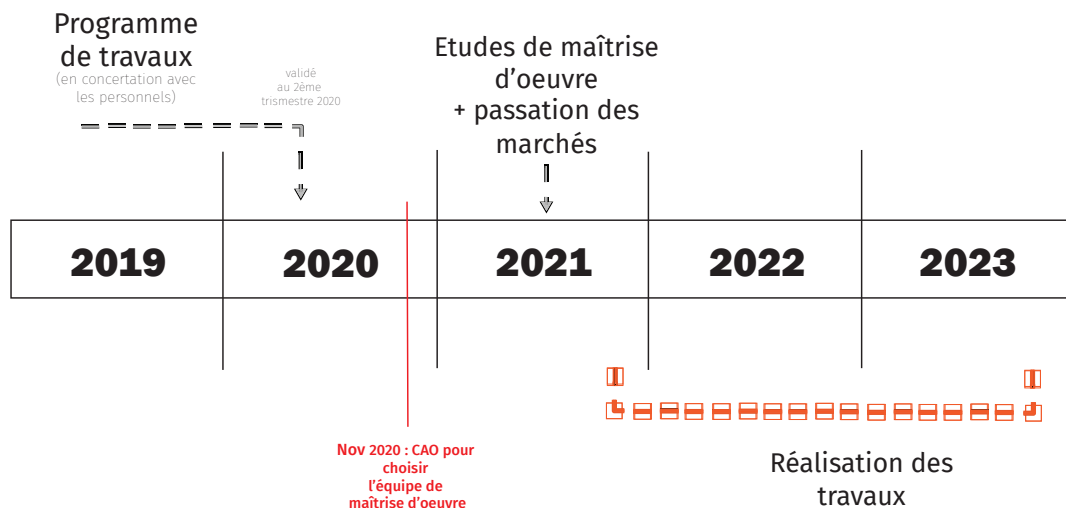 Programme
de travaux
(en concertation avec
les personnels)
validé
au 2ème
trismestre 2020
Etudes de maîtrise
d'oeuvre
+ passation des
marchés
2019
2020
2021
2022
2023
Nov 2020 : CAO pour
choisir
l'équipe de
maîtrise d'oeuvre
Réalisation des
travaux